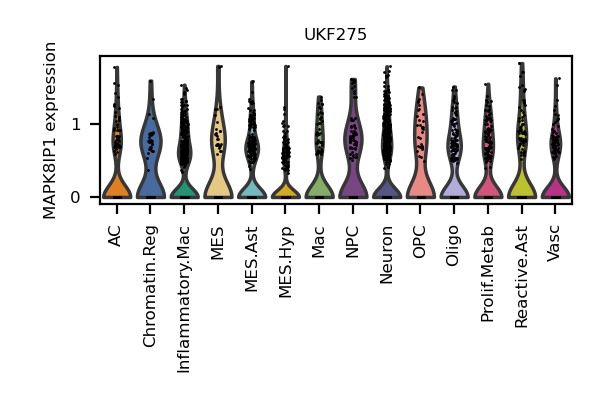 UKF275
MAPK8IP1 expression
1
0
AC
Chromatin.Reg
Inflammatory.Mac
MES
MES.Ast
MES.Hyp
Mac
NPC
Neuron
OPC
Oligo
Prolif.Metab
Reactive.Ast
Vasc